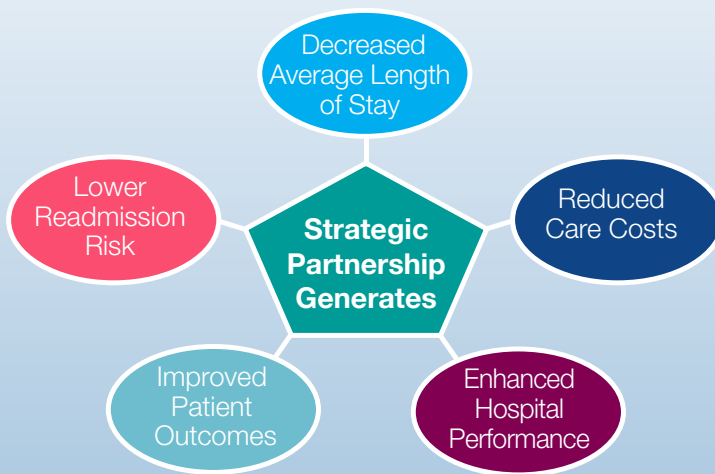 Decreased
Average Length
of Stay
Lower
Readmission
Risk
Reduced
Care Costs
Strategic
Partnership
Generates
Improved
Patient
Outcomes
Enhanced
Hospital
Performance